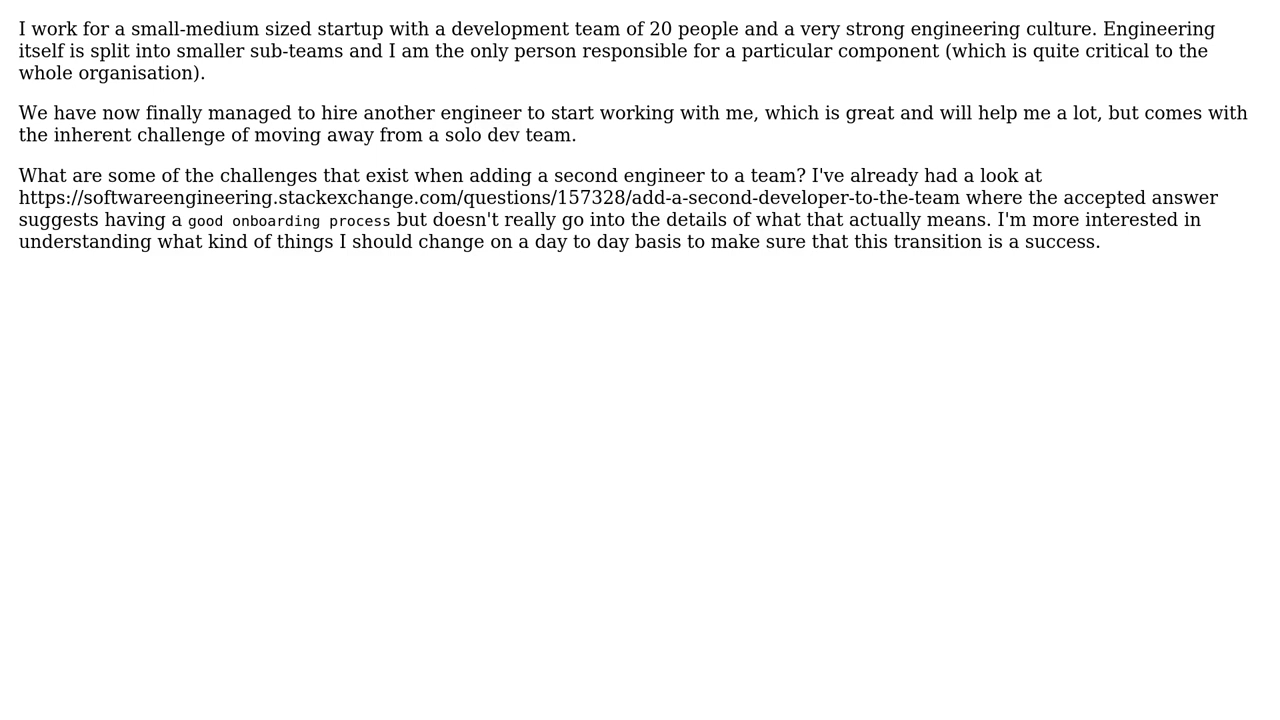 I work for a small-medium sized startup with a development team of 20 people and a very strong engineering culture. Engineering
itself is split into smaller sub-teams and I am the only person responsible for a particular component (which is quite critical to the
whole organisation).
We have now finally managed to hire another engineer to start working with me, which is great and will help me a lot, but comes with
the inherent challenge of moving away from a solo dev team.
What are some of the challenges that exist when adding a second engineer to a team? I've already had a look at
https://softwareengineering.stackexchange.com/questions/157328/add-a-second-developer-to-the-team where the accepted answer
suggests having a good onboarding process but doesn't really go into the details of what that actually means. I'm more interested in
understanding what kind of things I should change on a day to day basis to make sure that this transition is a success.